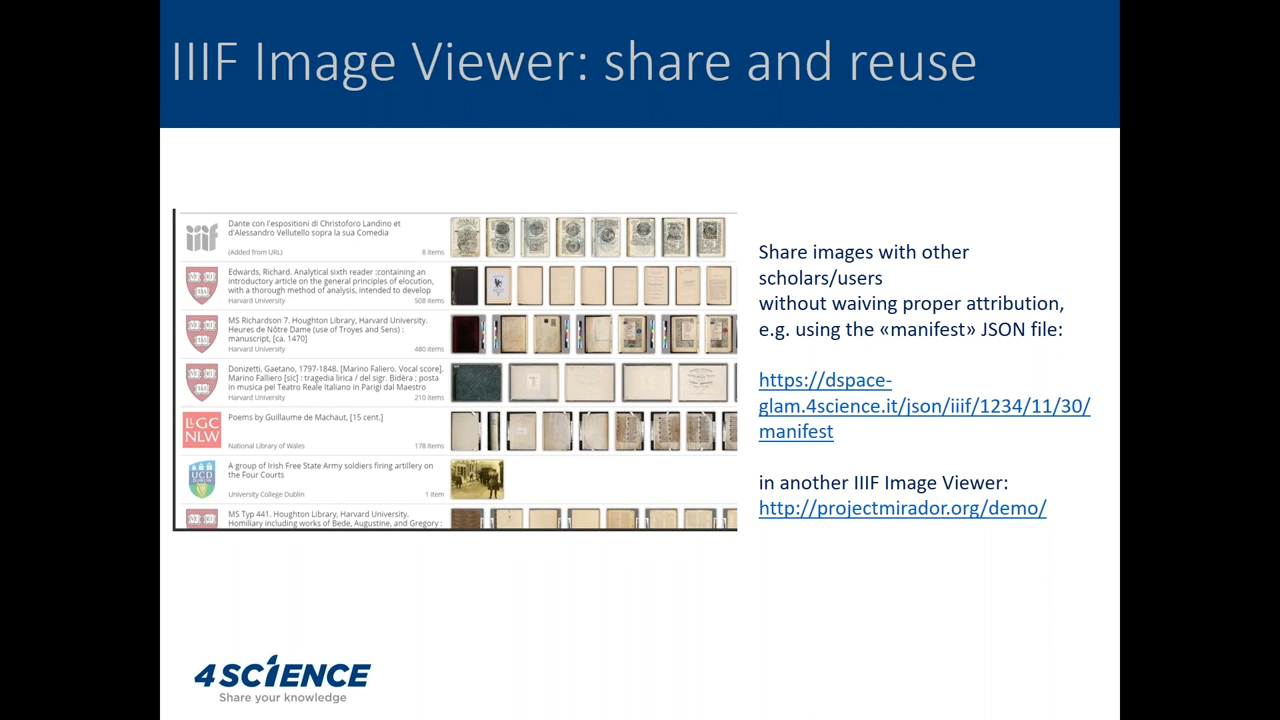 IIIF Image Viewer: share and reuse
iiif
Dante con l'espositioni di Christoforo Landino et
d'Alessandro Vellutello sopra la sua Comedia
(Added from URL)
8 items
Edwards, Richard. Analytical sixth reader :containing an
introductory article on the general principles of elocution,
with a thorough method of analysis, intended to develop
Harvard University
508 items
MS Richardson 7. Houghton Library, Harvard University.
Heures de Nôtre Dame (use of Troyes and Sens) :
manuscript, [ca. 1470]
Harvard University
480 items
Donizetti, Gaetano, 1797-1848. [Marino Faliero. Vocal score],
Marino Falliero [sic] : tragedia lirica / del sigr. Bidèra ; posta
in musica pel Teatro Reale Italiano in Parigi dal Maestro
Harvard University
210 items
LlGC
NLW
Poems by Guillaume de Machaut, [15 cent.]
National Library of Wales
178 items
UCD
DUBLIN
A group of Irish Free State Army soldiers firing artillery on
the Four Courts
University College Dublin
1 item
MS Typ 441. Houghton Library, Harvard University.
Homiliary including works of Bede, Augustine, and Gregory :
Share images with other
scholars/users
without waiving proper attribution,
e.g. using the «manifest» JSON file:
https://dspace-
glam.4science.it/json/iiif/1234/11/30/
manifest
in another IIIF Image Viewer:
http://projectmirador.org/demo/
4SCIENCE
Share your knowledge